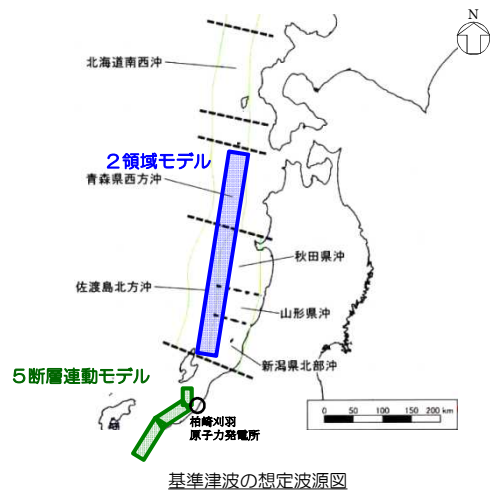 N
北海道南西沖
２領域モデル
青森県西方沖
秋田県沖
佐渡島北方沖
山形県沖
新潟県北部沖
５断層連動モデル
柏崎刈羽
原子力発電所
0 50 100 150 200 km
基準津波の想定波源図